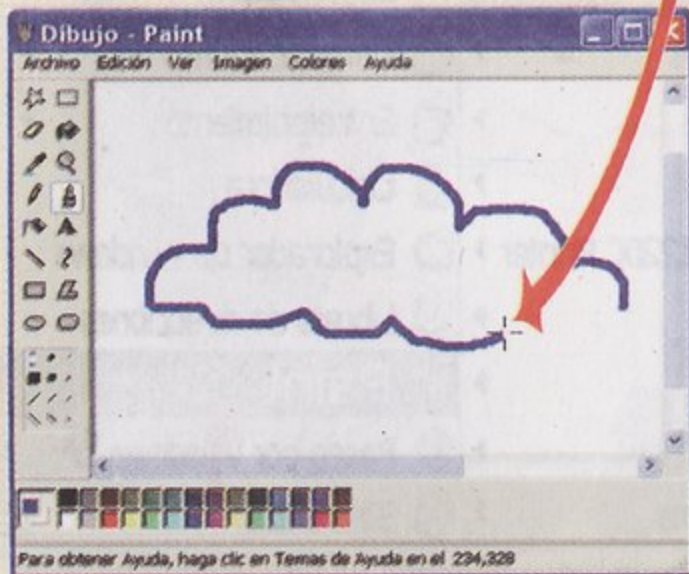 Dibujo - Paint
Archivo Edición Ver Imagen Colores Ayuda
A
Para obtener Ayuda, haga clic en Temas de Ayuda en el 234,328